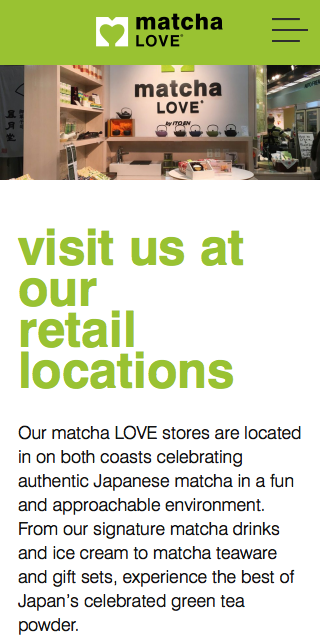 matcha
LOVE®
matcha
LOVE®
by ITO EN
visit us at
our
retail
locations
Our matcha LOVE stores are located
in on both coasts celebrating
authentic Japanese matcha in a fun
and approachable environment.
From our signature matcha drinks
and ice cream to matcha teaware
and gift sets, experience the best of
Japan's celebrated green tea
powder.